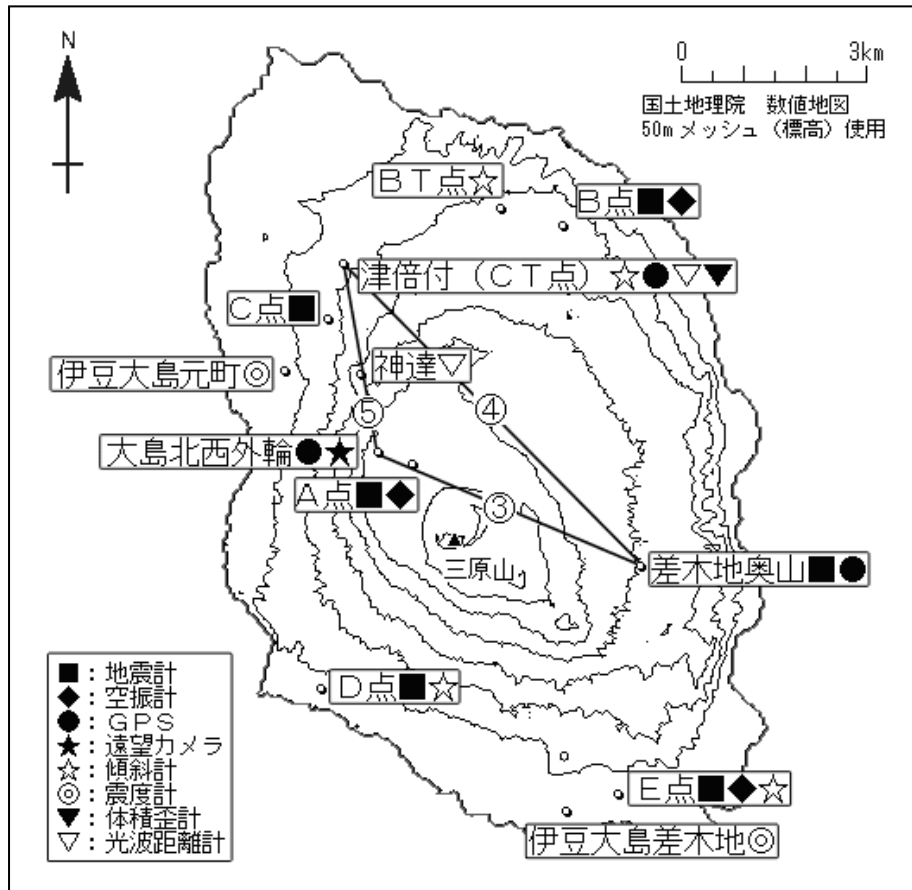 N
0 3km
国土地理院 数値地図
50mメッシュ（標高）使用
ＢＴ点☆
Ｂ点■◆
津倍付（ＣＴ点）☆●▽▼
Ｃ点■
神達▽
伊豆大島元町◎
⑤
④
大島北西外輪●★
Ａ点■◆
③
三原山
差木地奥山■●
Ｄ点■☆
Ｅ点■◆☆
伊豆大島差木地◎
■：地震計
◆：空振計
●：ＧＰＳ
★：遠望カメラ
☆：傾斜計
◎：震度計
▼：体積歪計
▽：光波距離計